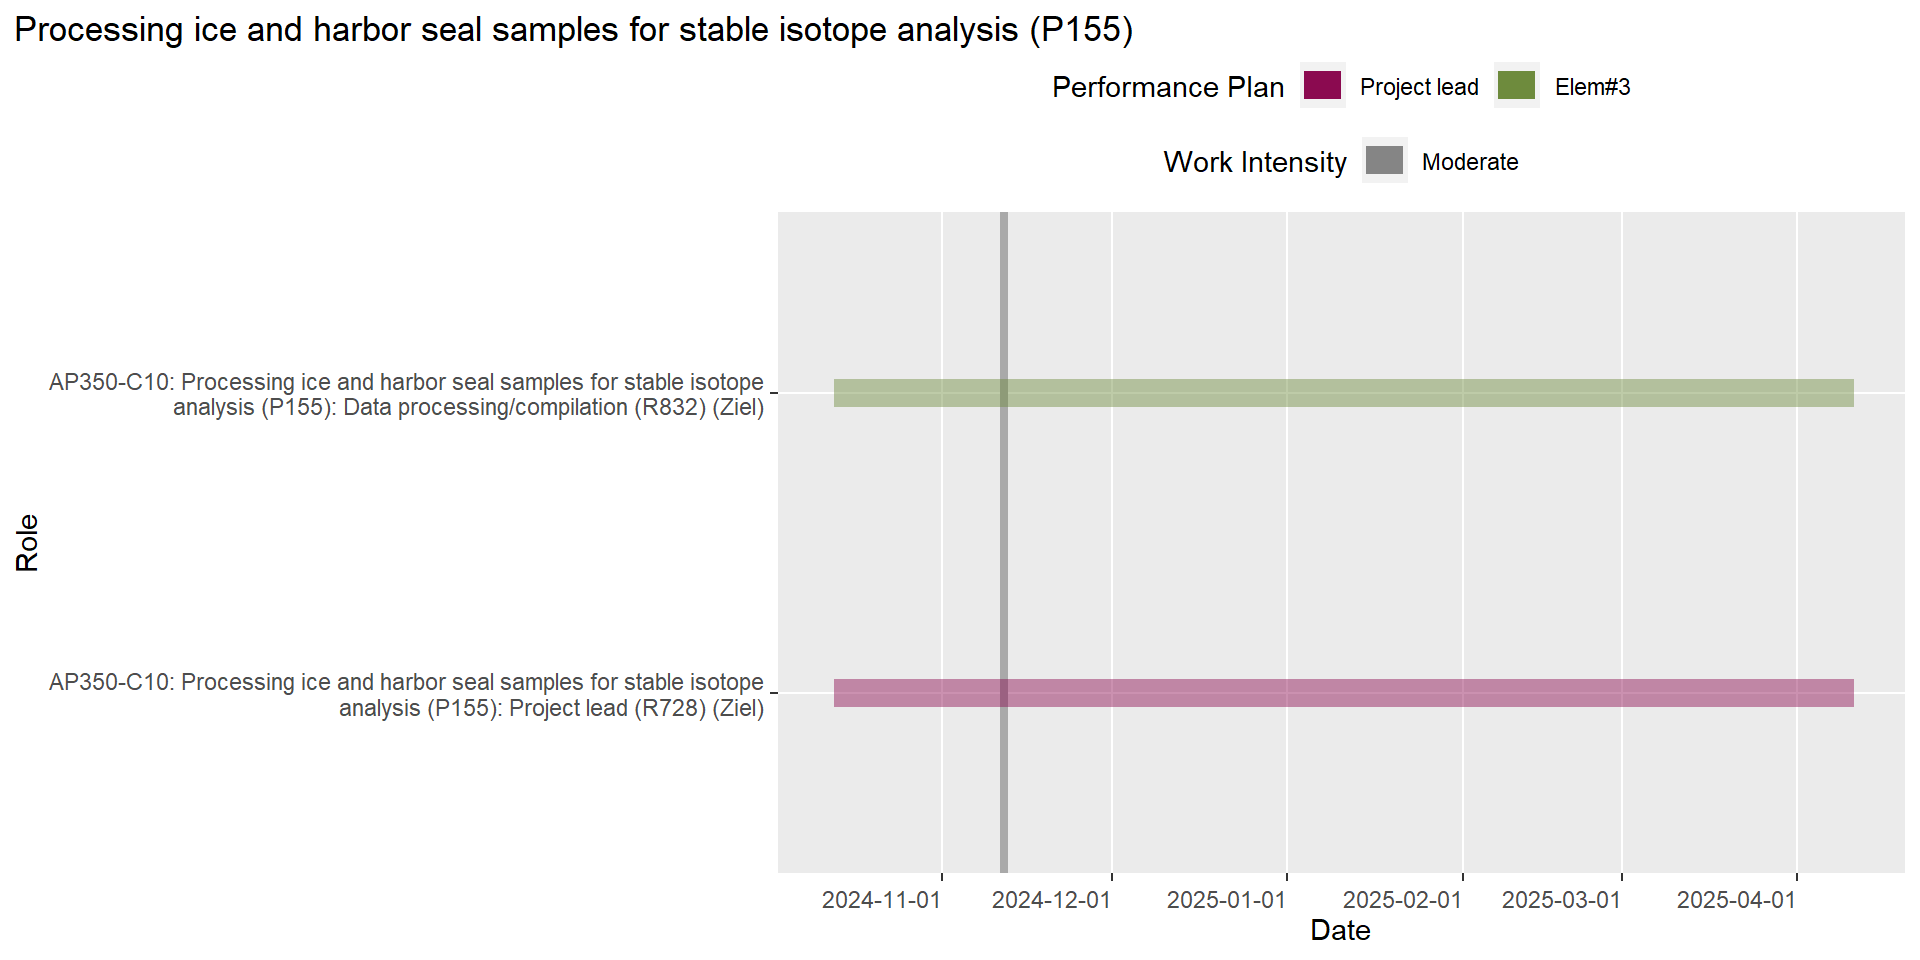 Processing ice and harbor seal samples for stable isotope analysis (P155)
Performance Plan Project lead Elem#3
Work Intensity Moderate
AP350-C10: Processing ice and harbor seal samples for stable isotope
analysis (P155): Data processing/compilation (R832) (Ziel)
Role
AP350-C10: Processing ice and harbor seal samples for stable isotope
analysis (P155): Project lead (R728) (Ziel)
2024-11-01 2024-12-01 2025-01-01 2025-02-01 2025-03-01 2025-04-01
Date